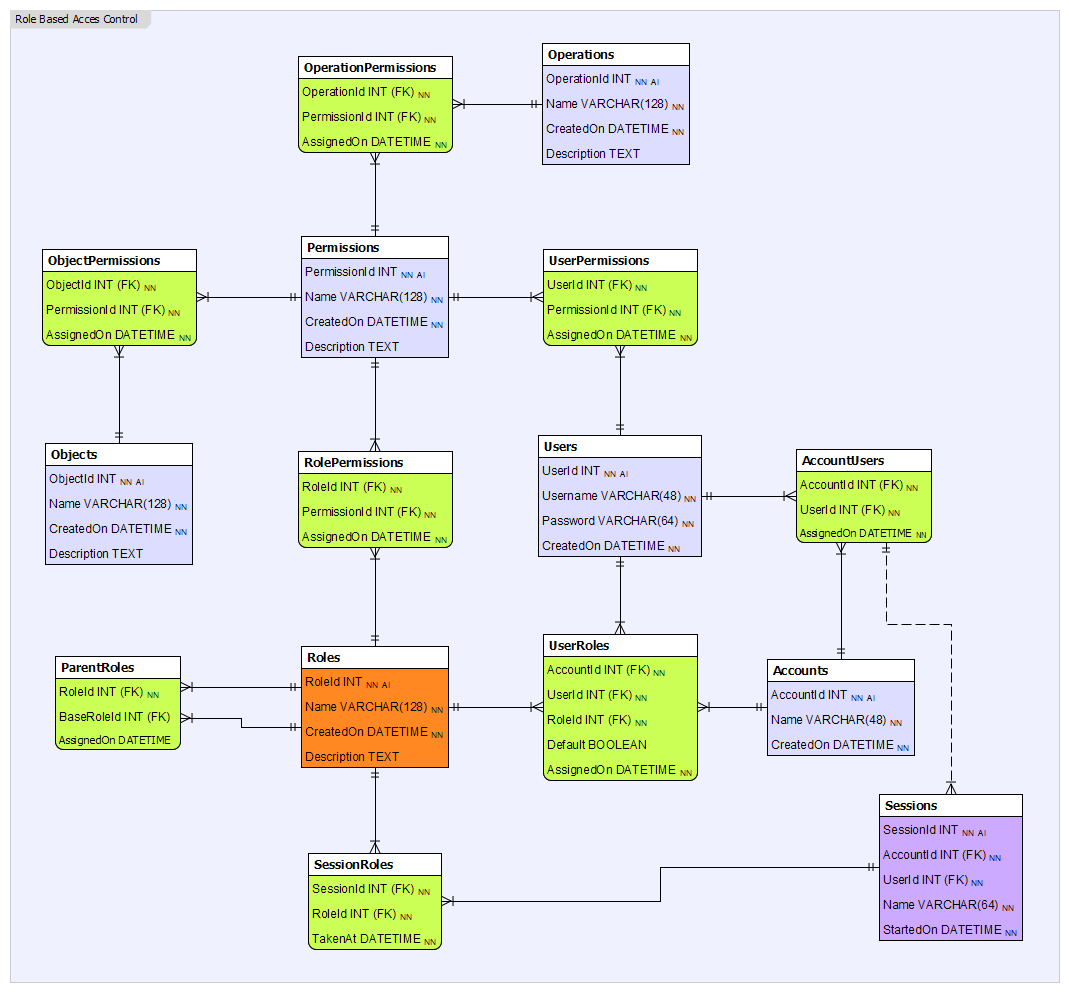 Role Based Acces Control
OperationPermissions
OperationId INT (FK) NN
PermissionId INT (FK) NN
AssignedOn DATETIME NN
Operations
OperationId INT NN AI
Name VARCHAR(128) NN
CreatedOn DATETIME NN
Description TEXT
ObjectPermissions
ObjectId INT (FK) NN
PermissionId INT (FK) NN
AssignedOn DATETIME NN
Permissions
PermissionId INT NN AI
Name VARCHAR(128) NN
CreatedOn DATETIME NN
Description TEXT
UserPermissions
UserId INT (FK) NN
PermissionId INT (FK) NN
AssignedOn DATETIME NN
Objects
ObjectId INT NN AI
Name VARCHAR(128) NN
CreatedOn DATETIME NN
Description TEXT
RolePermissions
RoleId INT (FK) NN
PermissionId INT (FK) NN
AssignedOn DATETIME NN
Users
UserId INT NN AI
Username VARCHAR(48) NN
Password VARCHAR(64) NN
CreatedOn DATETIME NN
AccountUsers
AccountId INT (FK) NN
UserId INT (FK) NN
AssignedOn DATETIME NN
ParentRoles
RoleId INT (FK) NN
BaseRoleId INT (FK)
AssignedOn DATETIME
Roles
RoleId INT NN AI
Name VARCHAR(128) NN
CreatedOn DATETIME NN
Description TEXT
UserRoles
AccountId INT (FK) NN
UserId INT (FK) NN
RoleId INT (FK) NN
Default BOOLEAN
AssignedOn DATETIME NN
Accounts
AccountId INT NN AI
Name VARCHAR(48) NN
CreatedOn DATETIME NN
SessionRoles
SessionId INT (FK) NN
RoleId INT (FK) NN
TakenAt DATETIME NN
Sessions
SessionId INT NN AI
AccountId INT (FK) NN
UserId INT (FK) NN
Name VARCHAR(64) NN
StartedOn DATETIME NN